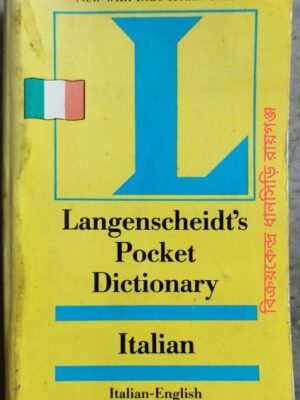 L
Langenscheidt's
Pocket
Dictionary
Italian
Italian-English
বিক্রয়কেন্দ্র ধানসিড়ি রায়গঞ্জ